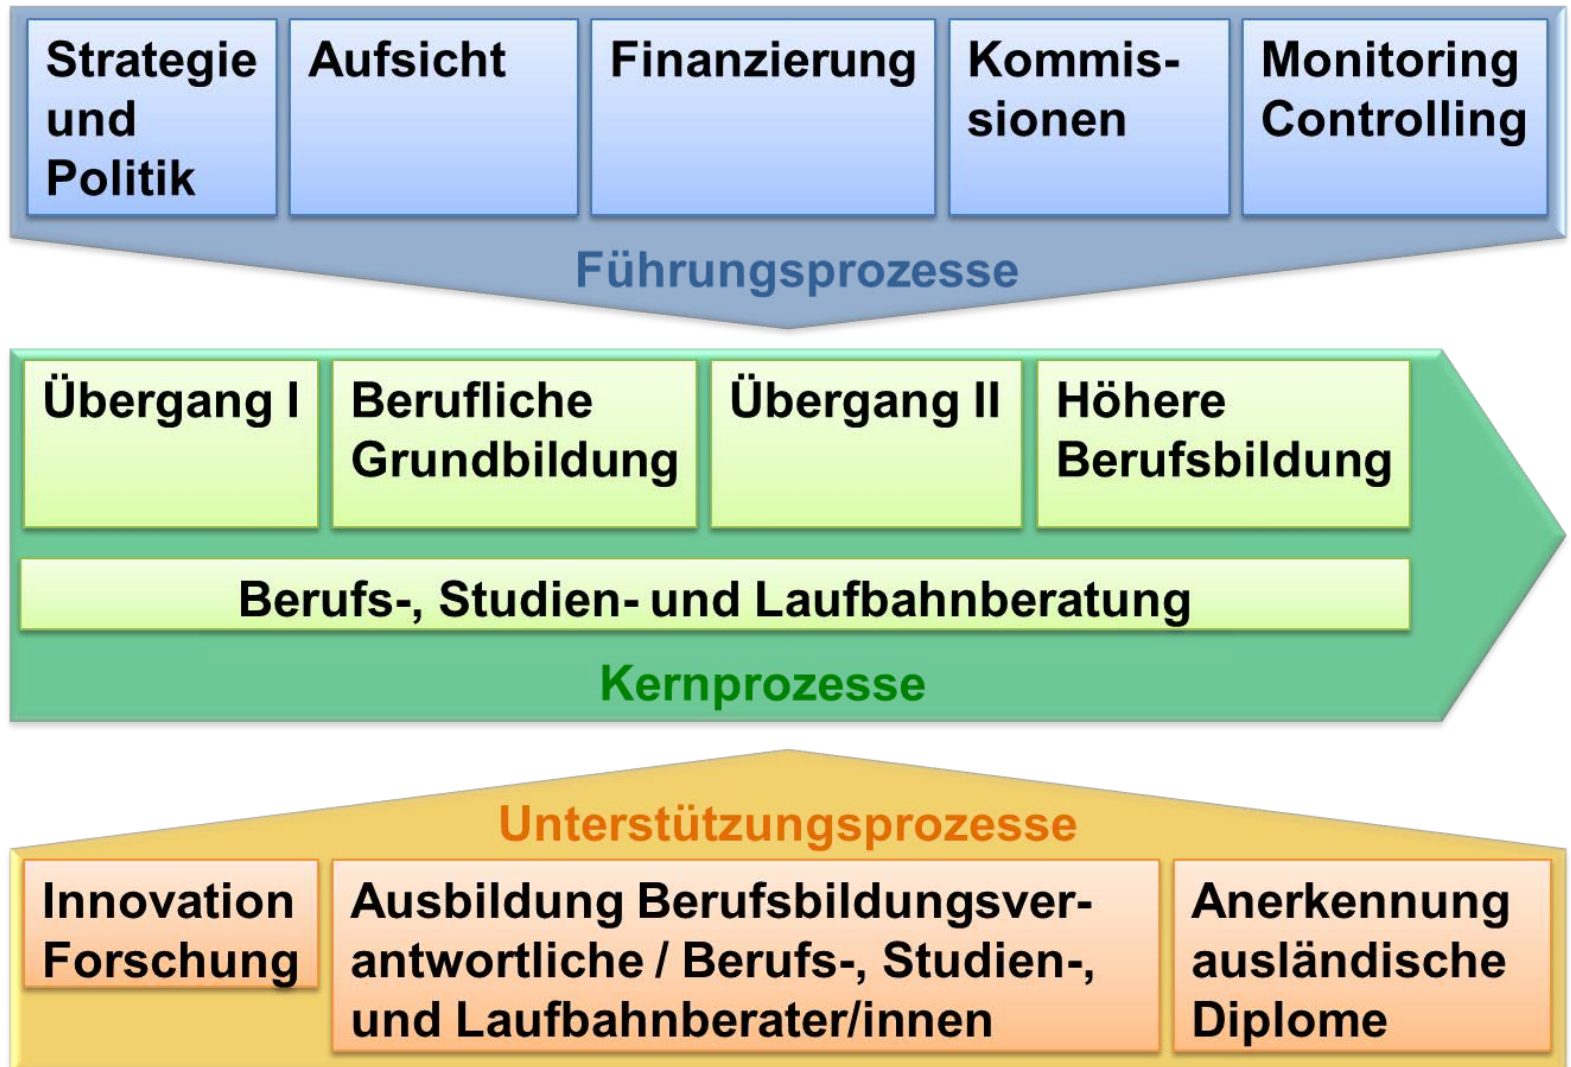 Strategie
und
Politik
Aufsicht
Finanzierung
Kommis-
sionen
Monitoring
Controlling
Führungsprozesse
Übergang I
Berufliche
Grundbildung
Übergang II
Höhere
Berufsbildung
Berufs-, Studien- und Laufbahnberatung
Kernprozesse
Unterstützungsprozesse
Innovation
Forschung
Ausbildung Berufsbildungsver-
antwortliche / Berufs-, Studien-,
und Laufbahnberater/innen
Anerkennung
ausländische
Diplome